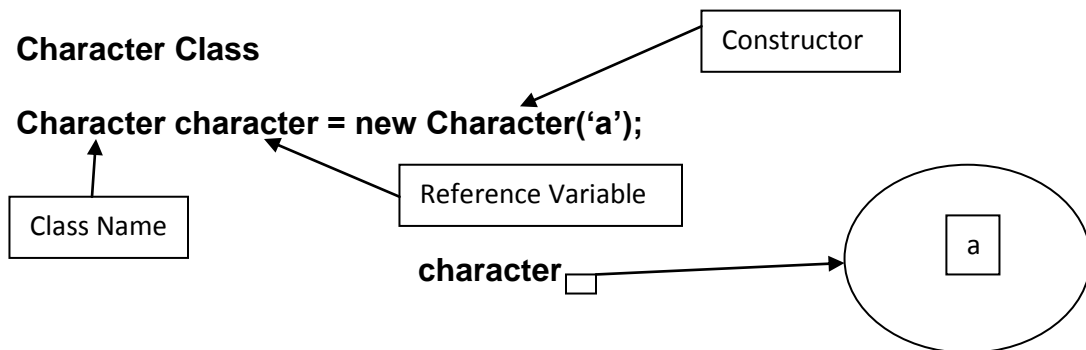 Character Class
Constructor
Character character = new Character(‘a’);
Class Name
Reference Variable
character
a